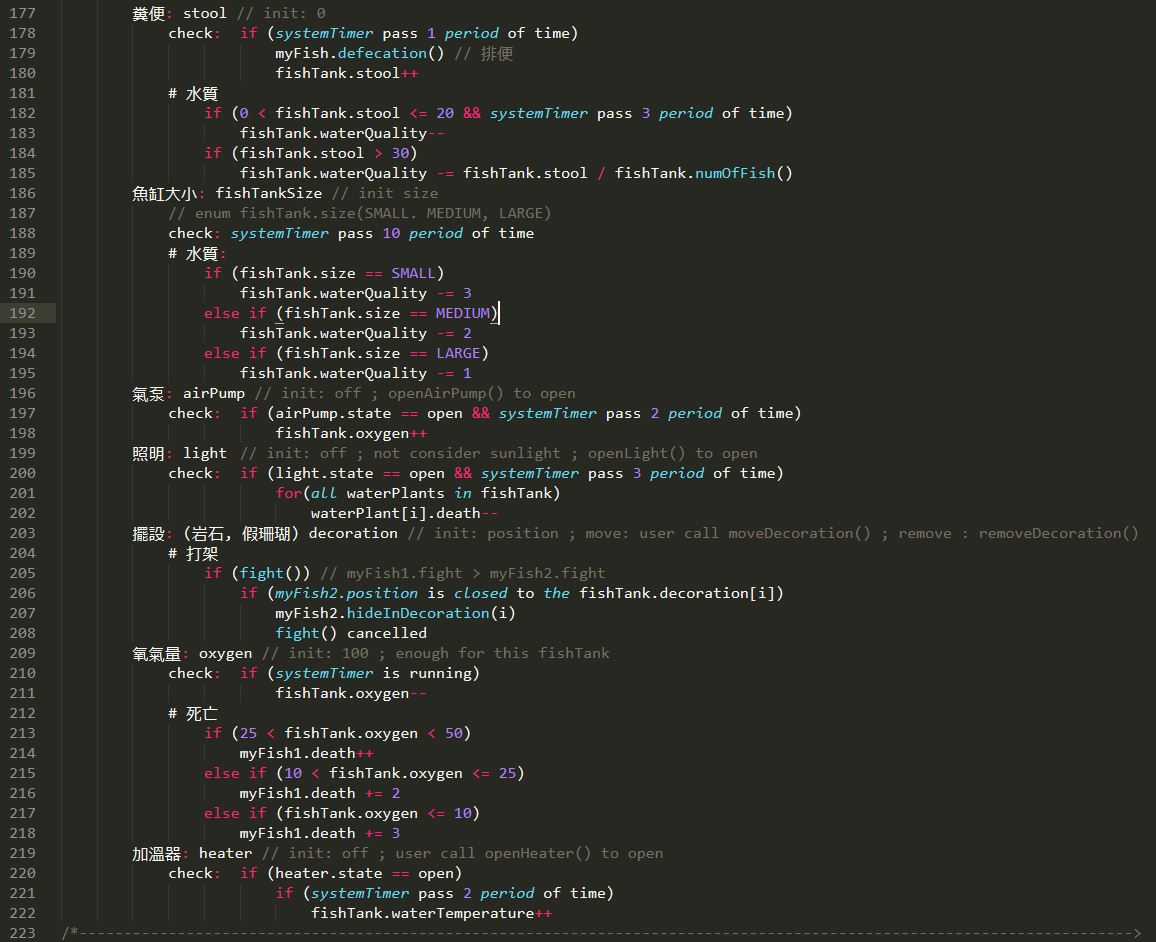 177 糞便: stool // init: 0
178 check: if (systemTimer pass 1 period of time)
179 myFish.defecation() // 排便
180 fishTank.stool++
181 # 水質
182 if (0 < fishTank.stool <= 20 && systemTimer pass 3 period of time)
183 fishTank.waterQuality--
184 if (fishTank.stool > 30)
185 fishTank.waterQuality -= fishTank.stool / fishTank.numOfFish()
186 魚缸大小: fishTankSize // init size
187 // enum fishTank.size(SMALL. MEDIUM, LARGE)
188 check: systemTimer pass 10 period of time
189 # 水質:
190 if (fishTank.size == SMALL)
191 fishTank.waterQuality -= 3
192 else if (fishTank.size == MEDIUM)
193 fishTank.waterQuality -= 2
194 else if (fishTank.size == LARGE)
195 fishTank.waterQuality -= 1
196 氣泵: airPump // init: off ; openAirPump() to open
197 check: if (airPump.state == open && systemTimer pass 2 period of time)
198 fishTank.oxygen++
199 照明: light // init: off ; not consider sunlight ; openLight() to open
200 check: if (light.state == open && systemTimer pass 3 period of time)
201 for(all waterPlants in fishTank)
202 waterPlant[i].death--
203 擺設: (岩石, 假珊瑚) decoration // init: position ; move: user call moveDecoration() ; remove : removeDecoration()
204 # 打架
205 if (fight()) // myFish1.fight > myFish2.fight
206 if (myFish2.position is closed to the fishTank.decoration[i])
207 myFish2.hideInDecoration(i)
208 fight() cancelled
209 氧氣量: oxygen // init: 100 ; enough for this fishTank
210 check: if (systemTimer is running)
211 fishTank.oxygen--
212 # 死亡
213 if (25 < fishTank.oxygen < 50)
214 myFish1.death++
215 else if (10 < fishTank.oxygen <= 25)
216 myFish1.death += 2
217 else if (fishTank.oxygen <= 10)
218 myFish1.death += 3
219 加溫器: heater // init: off ; user call openHeater() to open
220 check: if (heater.state == open)
221 if (systemTimer pass 2 period of time)
222 fishTank.waterTemperature++
223 /*---------------------------------------------------------------------------------------------------------------------->